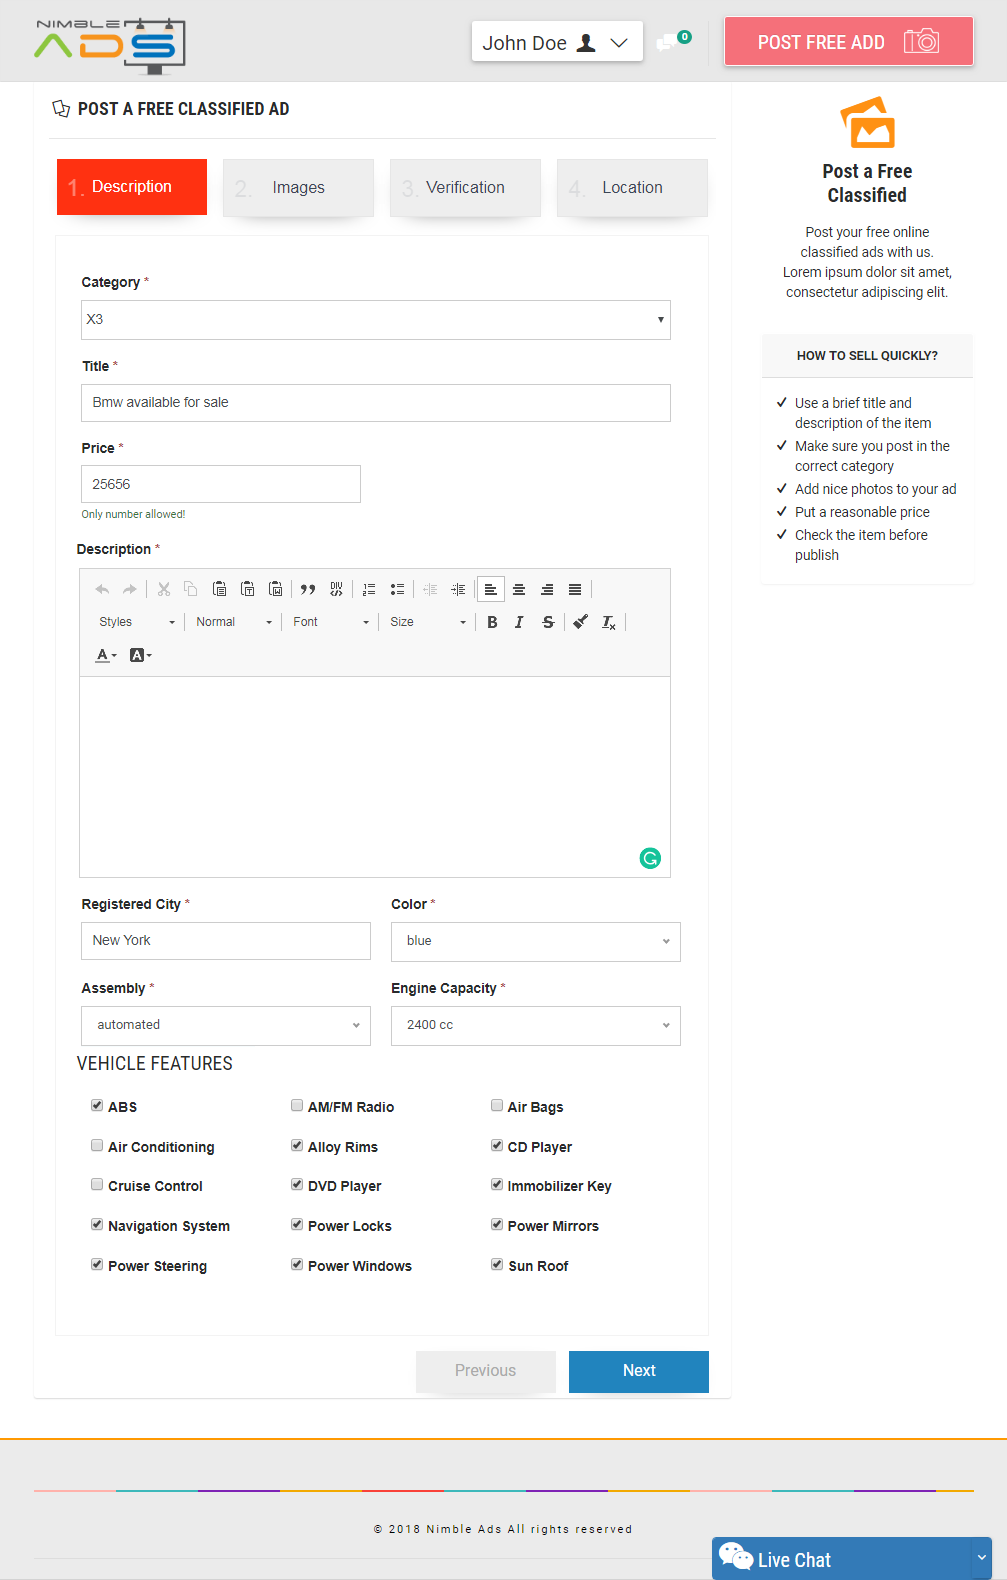 NIMBLE
ADS
John Doe
0
POST FREE ADD
POST A FREE CLASSIFIED AD
1. Description
2. Images
3. Verification
4. Location
Category *
X3
Title *
Bmw available for sale
Price *
25656
Only number allowed!
Description *
DIV
Styles
Normal
Font
Size
B I S Tx
A A
Registered City *
Color *
New York
blue
Assembly *
Engine Capacity *
automated
2400 cc
VEHICLE FEATURES
ABS
AM/FM Radio
Air Bags
Air Conditioning
Alloy Rims
CD Player
Cruise Control
DVD Player
Immobilizer Key
Navigation System
Power Locks
Power Mirrors
Power Steering
Power Windows
Sun Roof
Previous
Next
Post a Free
Classified
Post your free online
classified ads with us.
Lorem ipsum dolor sit amet,
consectetur adipiscing elit.
HOW TO SELL QUICKLY?
Use a brief title and
description of the item
Make sure you post in the
correct category
Add nice photos to your ad
Put a reasonable price
Check the item before
publish
© 2018 Nimble Ads All rights reserved
Live Chat